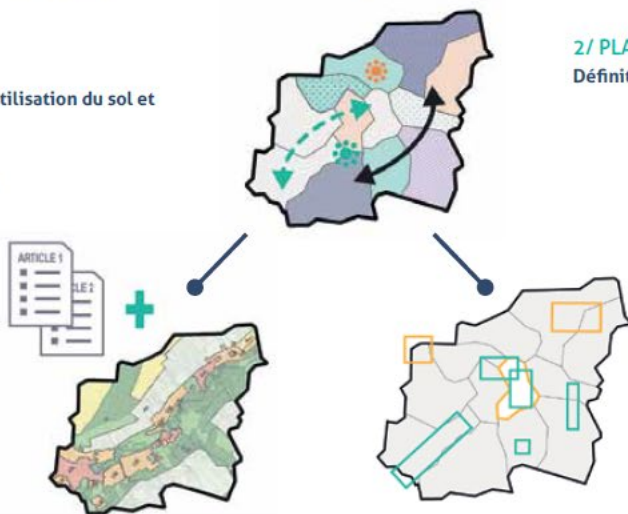 2/ PLA
Définit
tilisation du sol et
ARTICLE 1
CLE 2